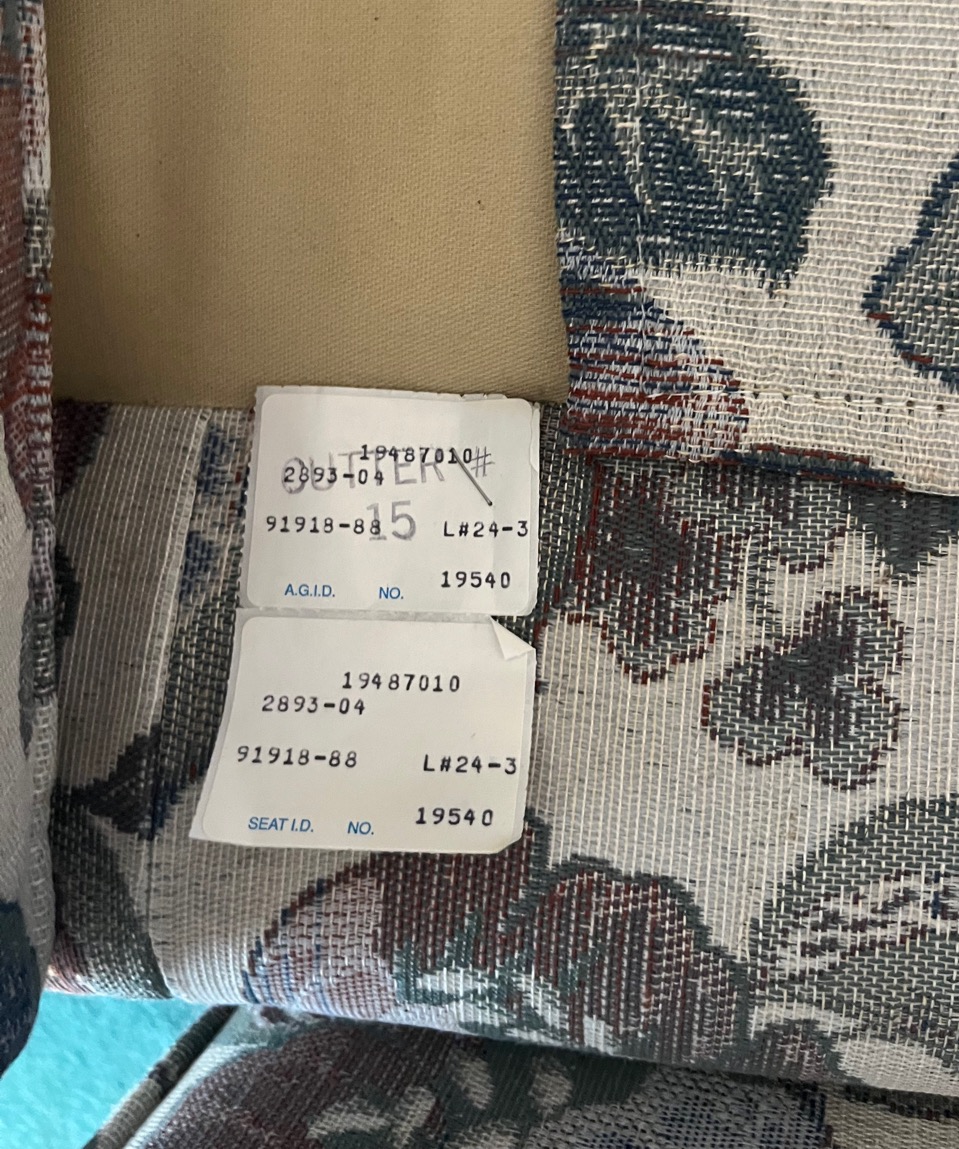 19487010
CUTTER #
2893-04
15
91918-88 L#24-3
19540
A.G.I.D. NO.
19487010
2893-04
91918-88 L#24-3
19540
SEAT I.D. NO.